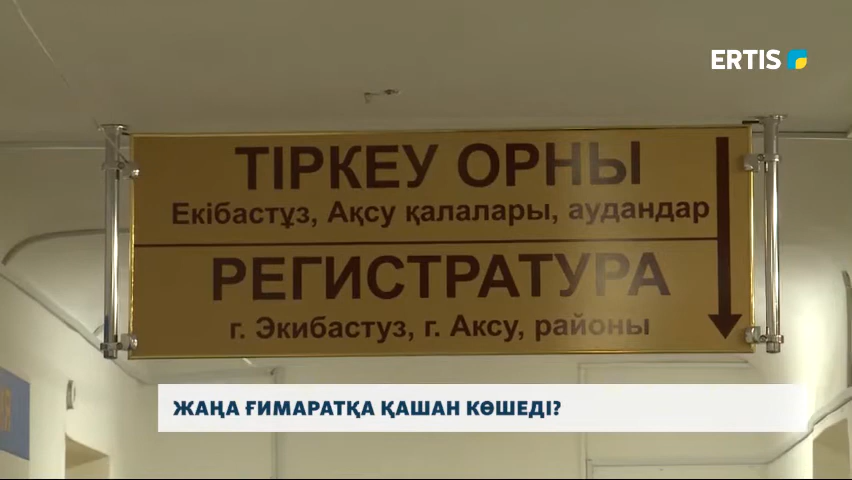 ERTIS
ТІРКЕУ ОРНЫ
Екібастұз, Ақсу қалалары, аудандар
РЕГИСТРАТУРА
г. Экибастуз, г. Аксу, районы
ЖАҢА ҒИМАРАТҚА ҚАШАН КӨШЕДІ?